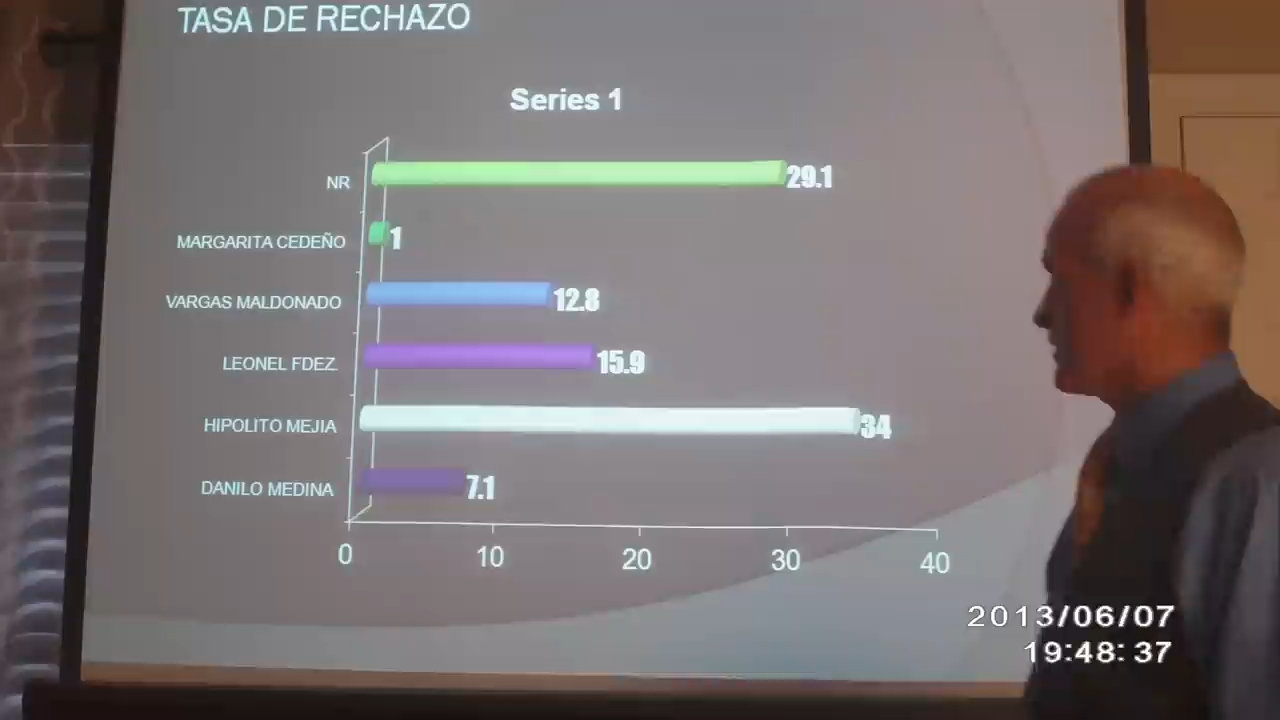 TASA DE RECHAZO
Series 1
NR 29.1
MARGARITA CEDEÑO 1
VARGAS MALDONADO 12.8
LEONEL FDEZ. 15.9
HIPOLITO MEJIA 34
DANILO MEDINA 7.1
0 10 20 30 40
2013/06/07
19:48:37